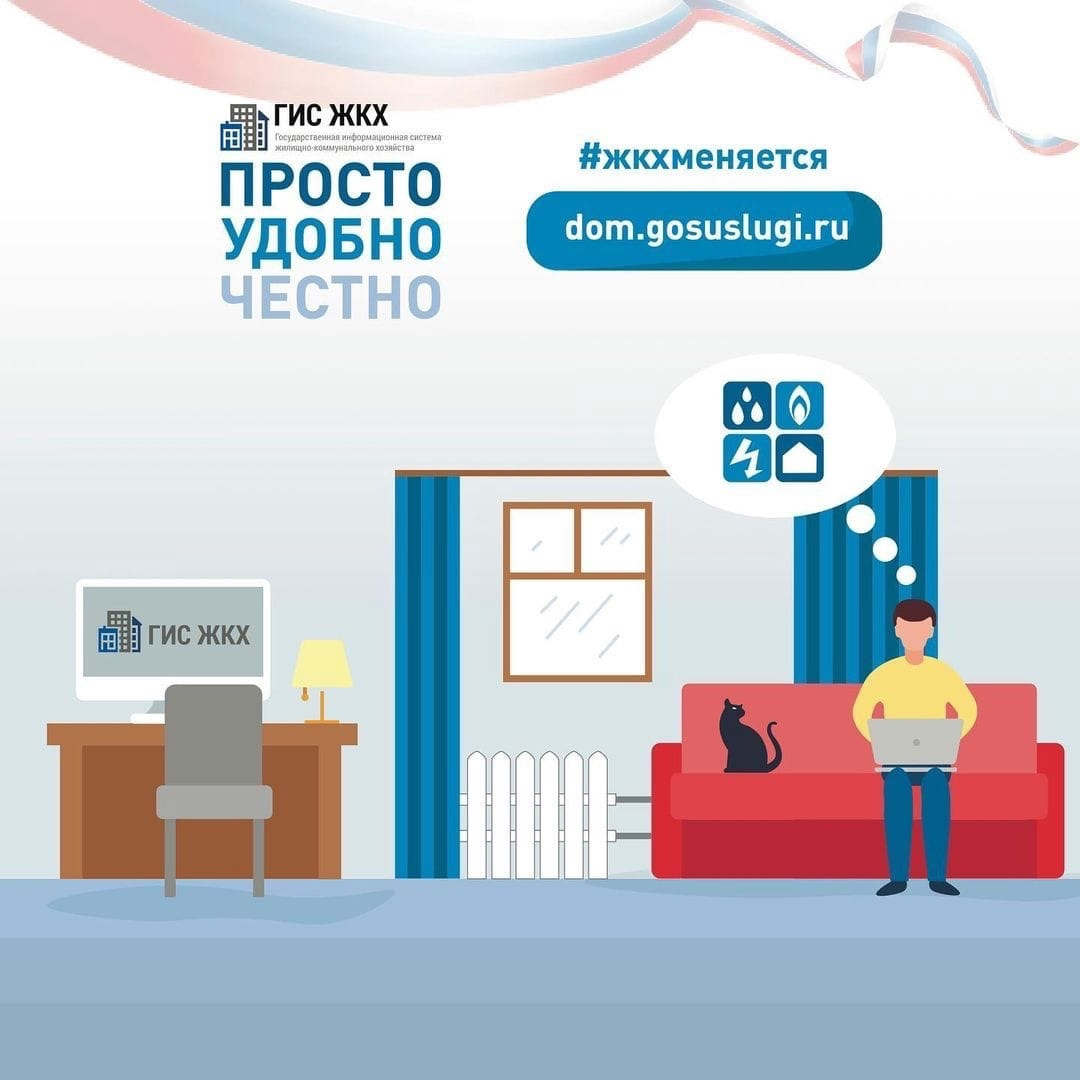 ГИС ЖКХ
Государственная информационная система
жилищно-коммунального хозяйства
ПРОСТО
УДОБНО
ЧЕСТНО
#жкхменяется
dom.gosuslugi.ru
ГИС ЖКХ